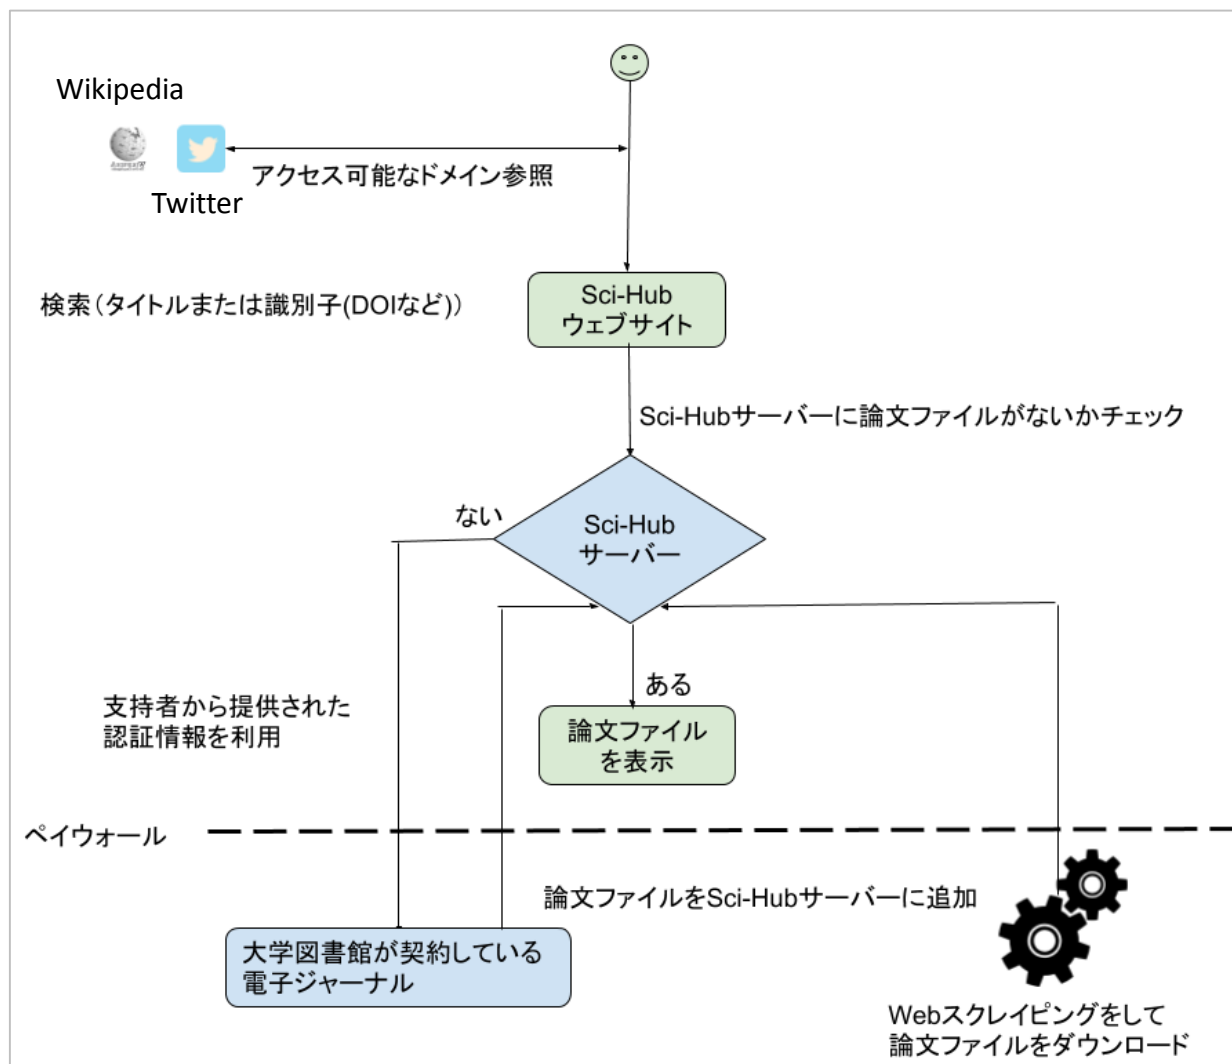 Wikipedia
Twitter
アクセス可能なドメイン参照
検索（タイトルまたは識別子(DOIなど)）
Sci-Hub
ウェブサイト
Sci-Hubサーバーに論文ファイルがないかチェック
ない
Sci-Hub
サーバー
ある
支持者から提供された
認証情報を利用
論文ファイル
を表示
ペイウォール
論文ファイルをSci-Hubサーバーに追加
大学図書館が契約している
電子ジャーナル
Webスクレイピングをして
論文ファイルをダウンロード